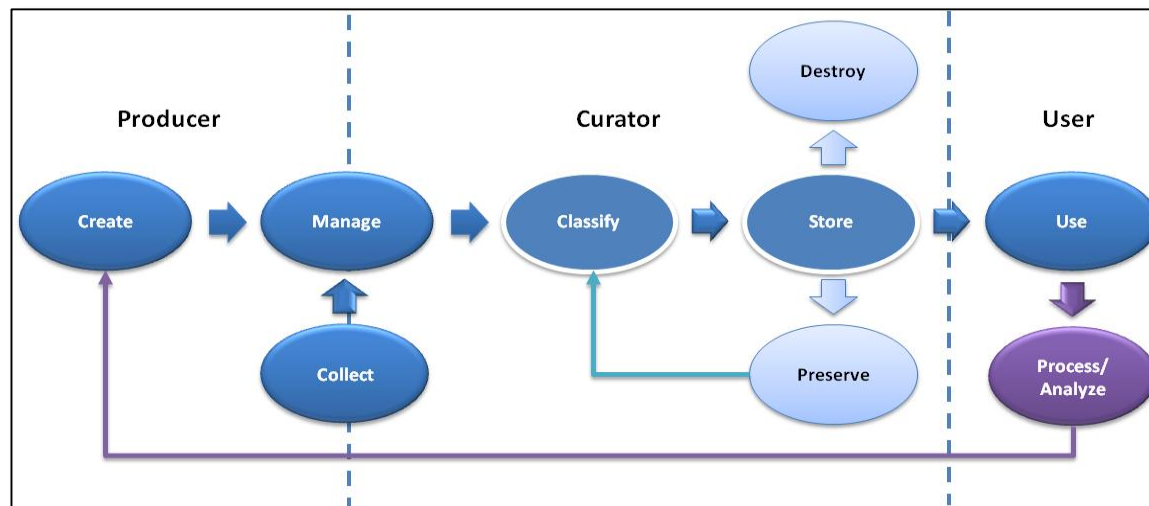 Destroy
Producer
Curator
User
Create
Manage
Classify
Store
Use
Collect
Preserve
Process/
Analyze